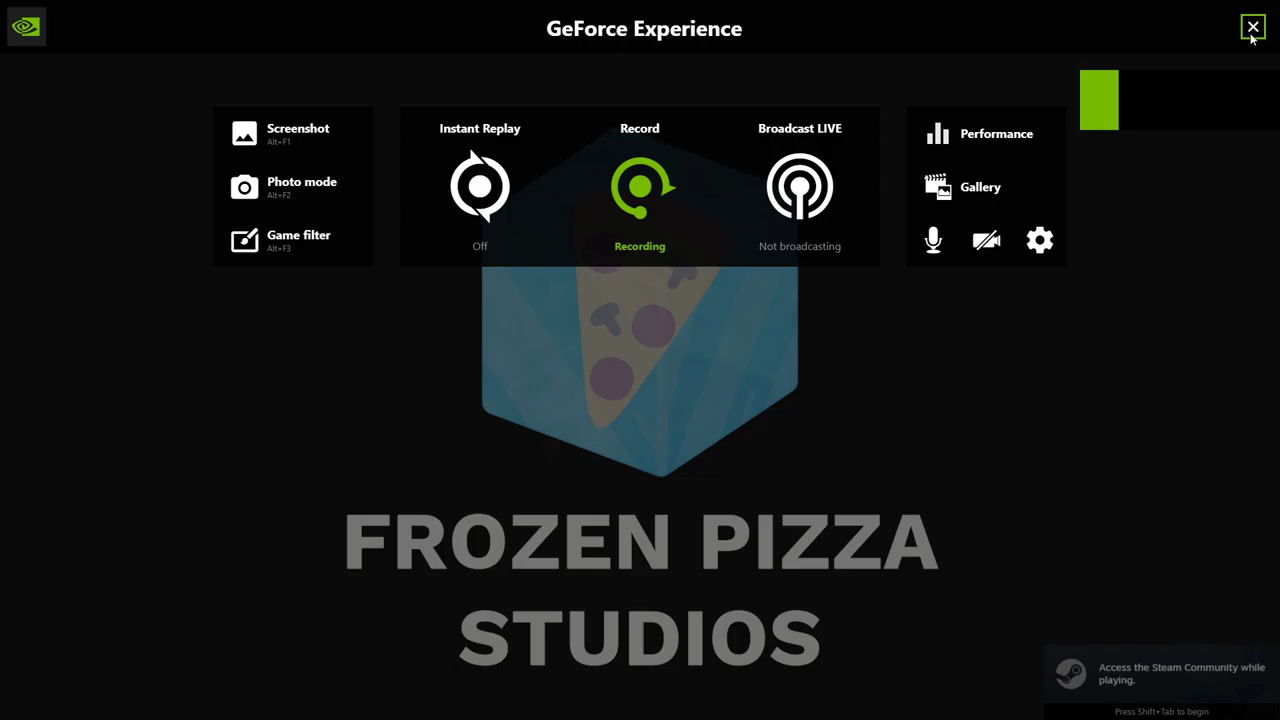 GeForce Experience
Screenshot
Alt+F1
Photo mode
Alt+F2
Game filter
Alt+F3
Instant Replay
Off
Record
Recording
Broadcast LIVE
Not broadcasting
Performance
Gallery
FROZEN PIZZA
STUDIOS
Access the Steam Community while
playing.
Press Shift+Tab to begin